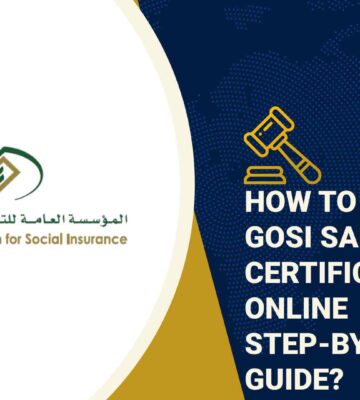 المؤسسة العامة للت
for Social Insurance
HOW TO
GOSI SA
CERTIFIC
ONLINE
STEP-BY
GUIDE?